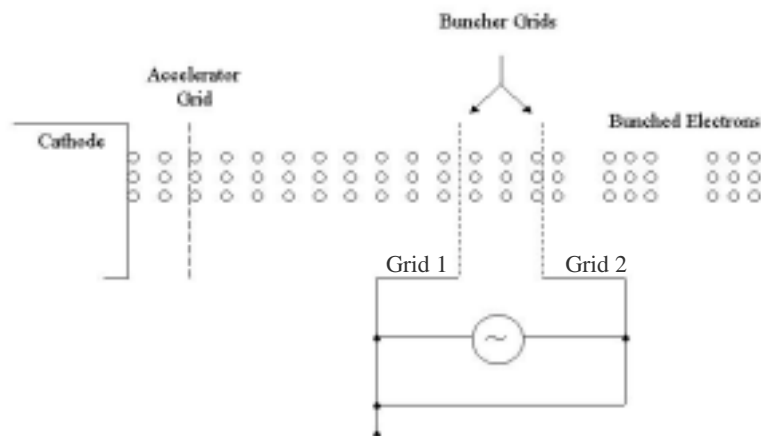 Buncher Grids
Accelerator
Grid
Cathode
Bunched Electrons
Grid 1
Grid 2
~